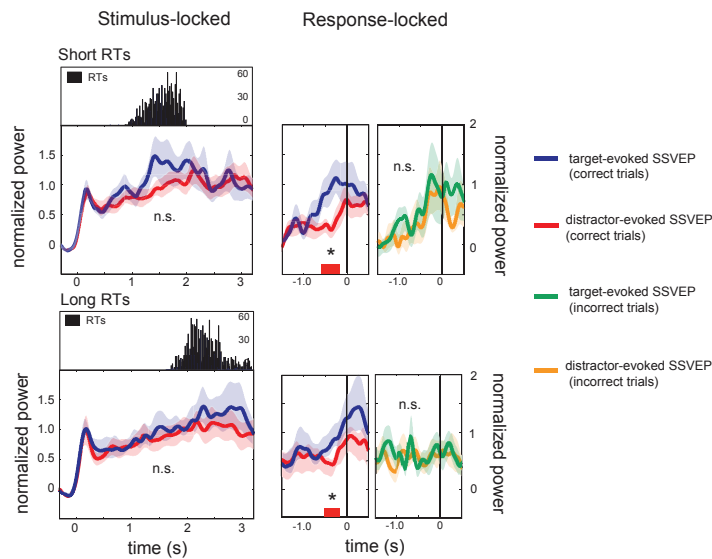 Stimulus-locked
Response-locked
Short RTs
RTs
60
30
0
normalized power
1.5
1.0
0.5
0
n.s.
0
1
2
3
*
-1.0
0
n.s.
-1.0
0
2
1
0
normalized power
target-evoked SSVEP
(correct trials)
distractor-evoked SSVEP
(correct trials)
target-evoked SSVEP
(incorrect trials)
distractor-evoked SSVEP
(incorrect trials)
Long RTs
RTs
60
30
0
normalized power
1.5
1.0
0.5
0
n.s.
0
1
2
3
time (s)
*
-1.0
0
n.s.
-1.0
0
time (s)
2
1
0
normalized power